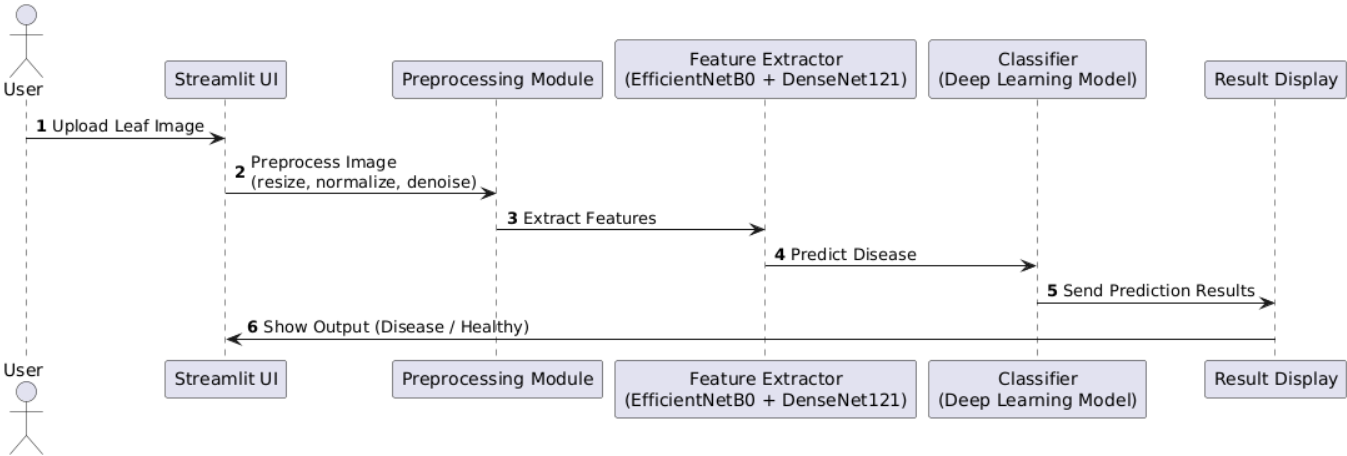 User
Streamlit UI
Preprocessing Module
Feature Extractor
(EfficientNetB0 + DenseNet121)
Classifier
(Deep Learning Model)
Result Display
1 Upload Leaf Image
2 Preprocess Image
(resize, normalize, denoise)
3 Extract Features
4 Predict Disease
5 Send Prediction Results
6 Show Output (Disease / Healthy)
User
Streamlit UI
Preprocessing Module
Feature Extractor
(EfficientNetB0 + DenseNet121)
Classifier
(Deep Learning Model)
Result Display